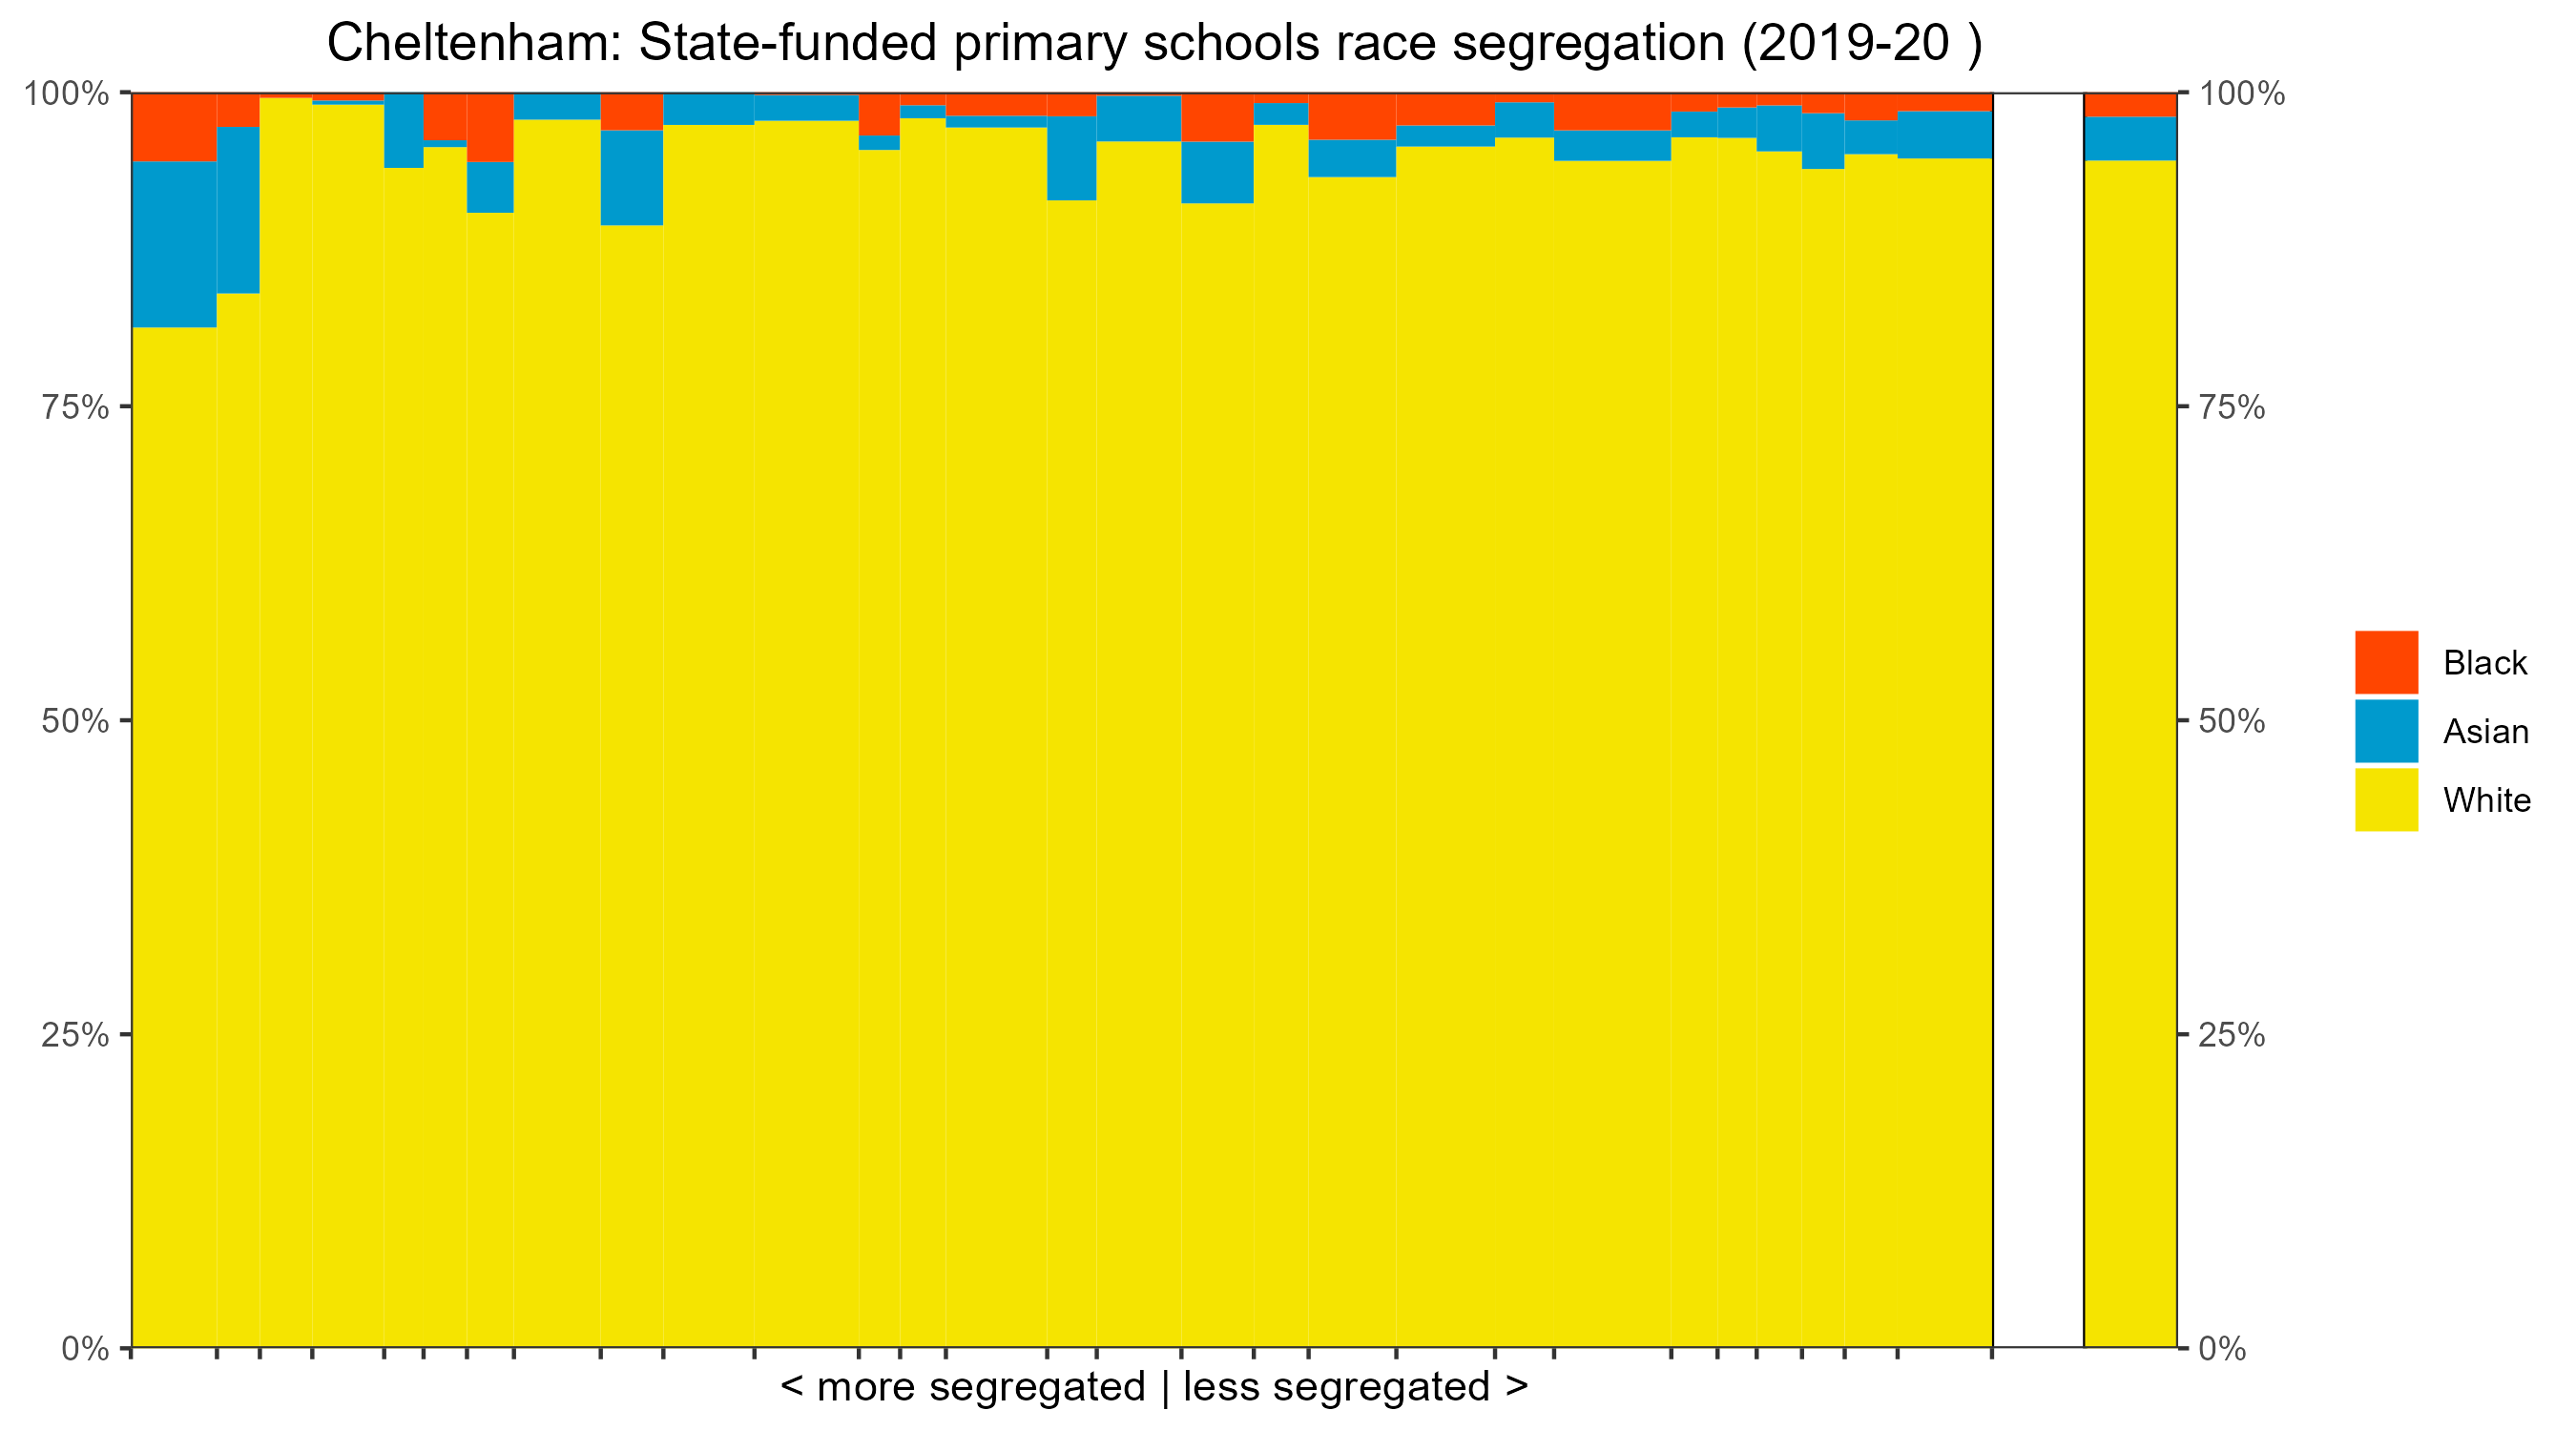 Cheltenham: State-funded primary schools race segregation (2019-20 )
100%
75%
50%
25%
0%
100%
75%
50%
25%
0%
Black
Asian
White
< more segregated | less segregated >